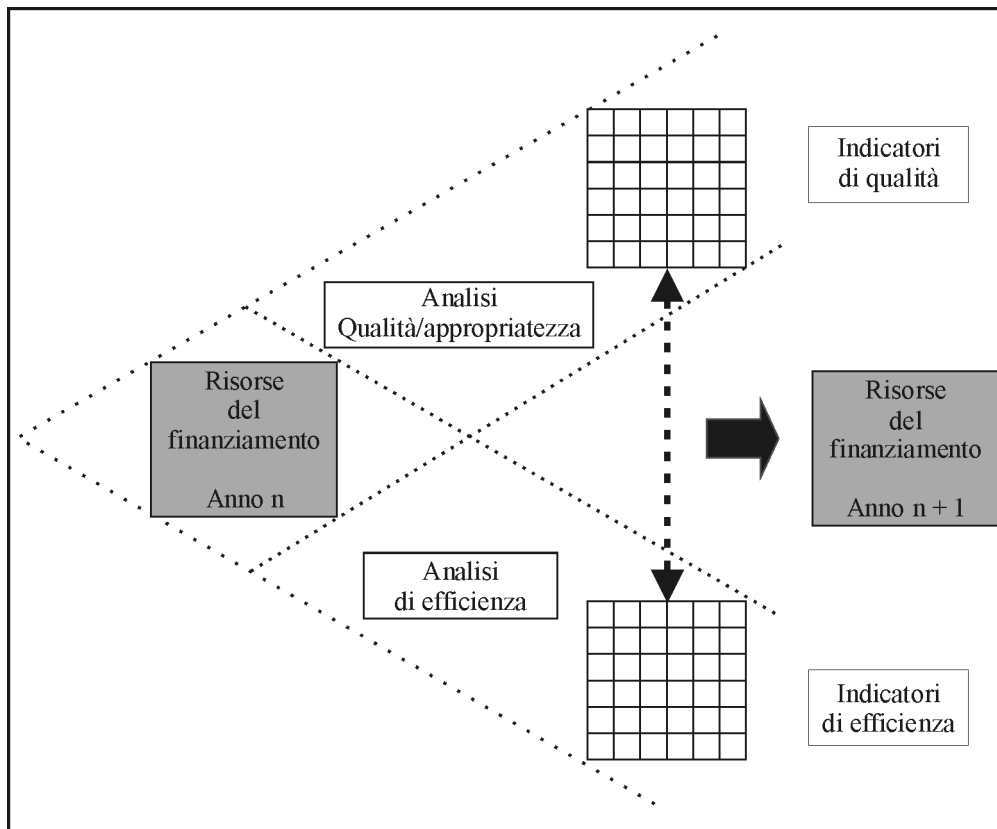 Indicatori
di qualità
Analisi
Qualità/appropriatezza
Risorse
del
finanziamento
Anno n
Risorse
del
finanziamento
Anno n + 1
Analisi
di efficienza
Indicatori
di efficienza